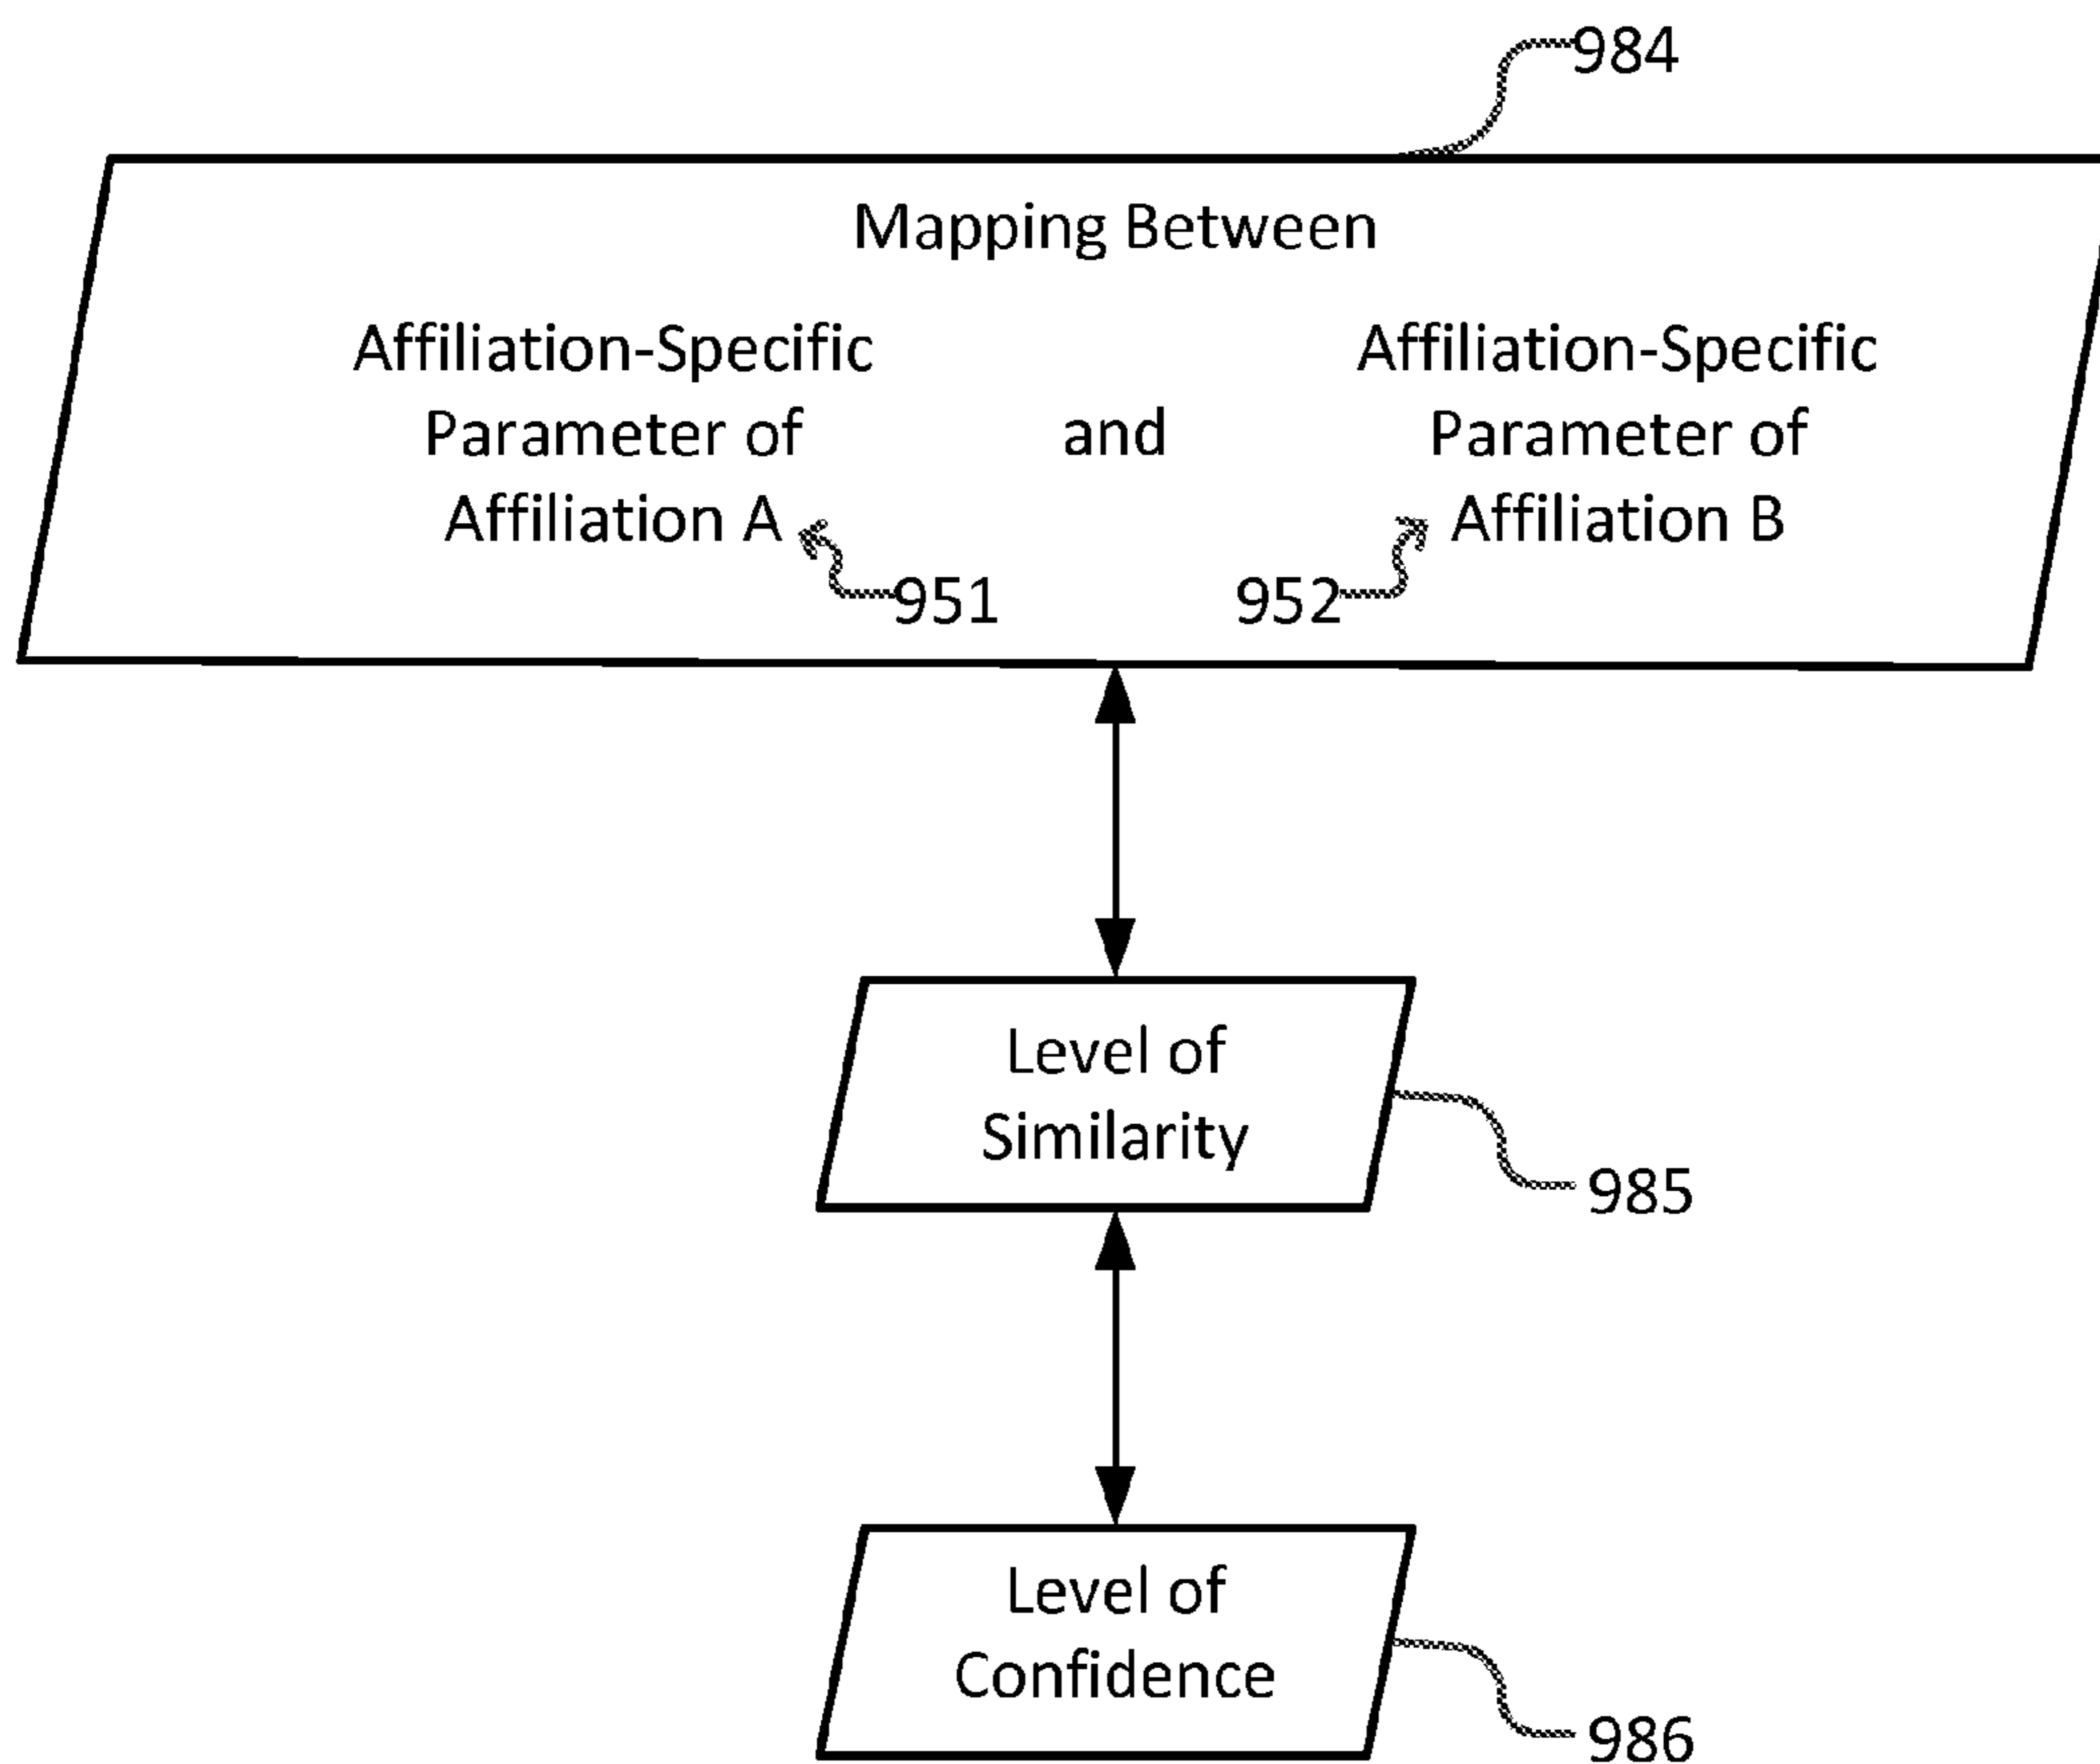 984
Mapping Between
Affiliation-Specific
Parameter of
Affiliation A
and
Affiliation-Specific
Parameter of
Affiliation B
951
952
Level of
Similarity
985
Level of
Confidence
986